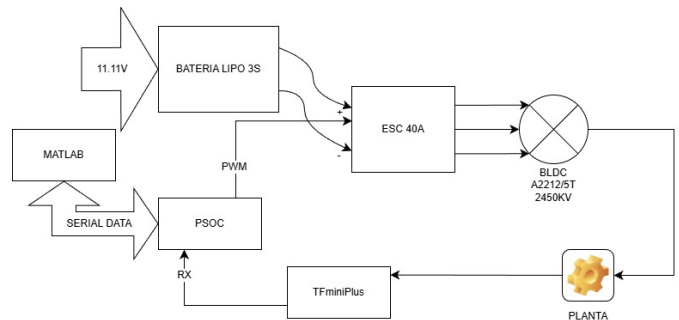 11.11V
BATERIA LIPO 3S
+
ESC 40A
-
MATLAB
PWM
BLDC
A2212/5T
2450KV
SERIAL DATA
PSOC
RX
TFminiPlus
PLANTA